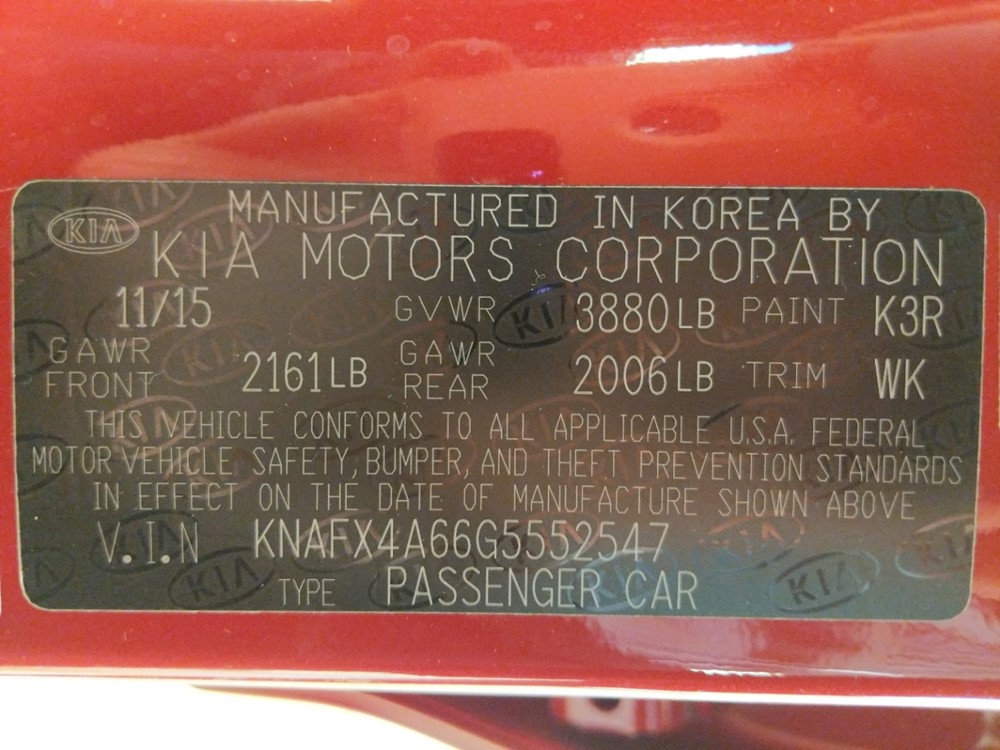 KIA MANUFACTURED IN KOREA BY
KIA MOTORS CORPORATION
11/15 GVWR 3880LB PAINT K3R
GAWR FRONT 2161LB GAWR REAR 2006LB TRIM WK
THIS VEHICLE CONFORMS TO ALL APPLICABLE U.S.A. FEDERAL
MOTOR VEHICLE SAFETY, BUMPER, AND THEFT PREVENTION STANDARDS
IN EFFECT ON THE DATE OF MANUFACTURE SHOWN ABOVE
V.I.N KNAFX4A66G5552547
TYPE PASSENGER CAR